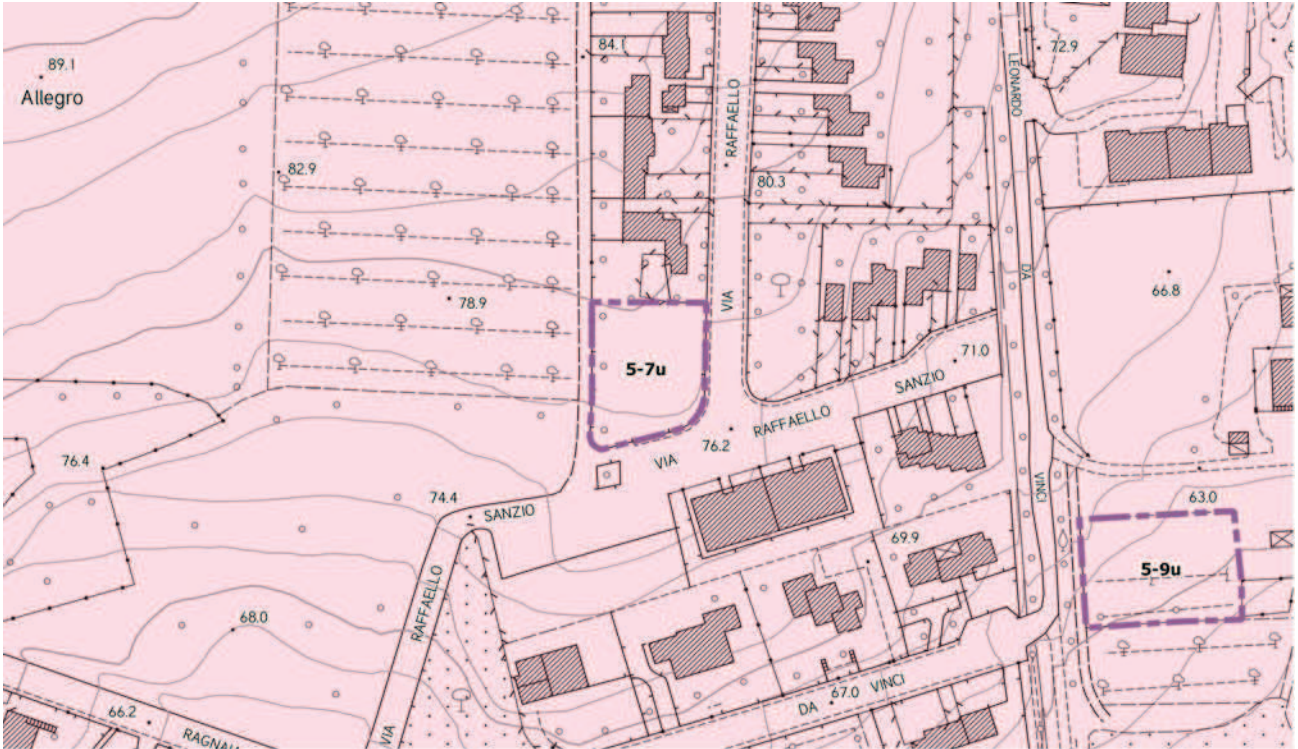 84.1
LEONARDO
72.9
89.1
Allegro
RAFFAELLO
82.9
80.3
DA
66.8
78.9
VIA
5-7u
71.0
SANZIO
RAFFAELLO
76.2
VIA
76.4
VINCI
63.0
74.4
SANZIO
69.9
5-9u
RAFFAELLO
68.0
VINCI
67.0
DA
66.2
VIA